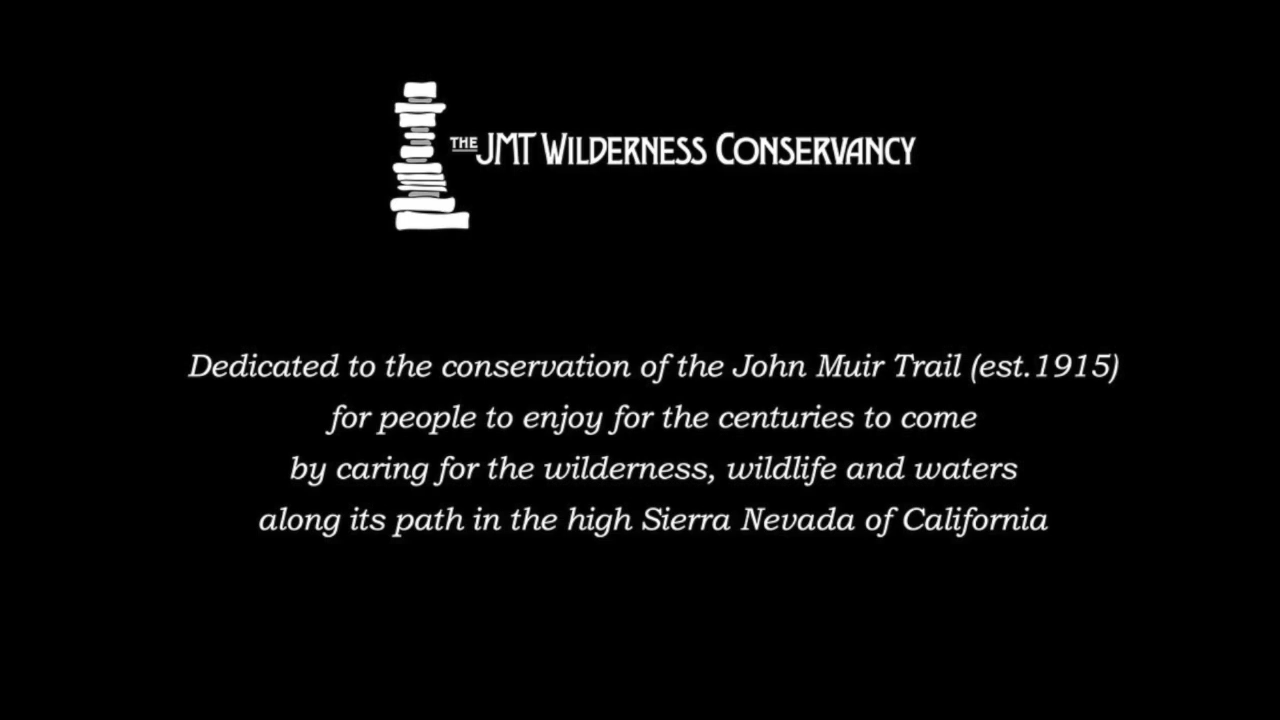 THE JMT WILDERNESS CONSERVANCY
Dedicated to the conservation of the John Muir Trail (est.1915)
for people to enjoy for the centuries to come
by caring for the wilderness, wildlife and waters
along its path in the high Sierra Nevada of California